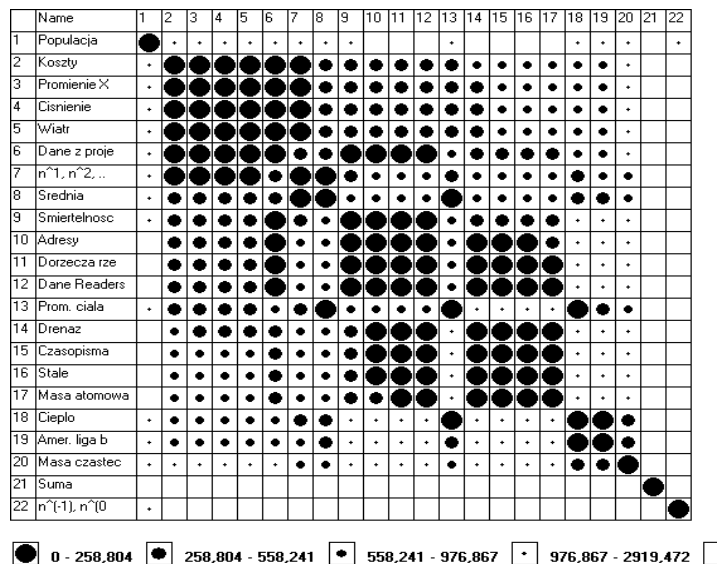 Name 1 2 3 4 5 6 7 8 9 10 11 12 13 14 15 16 17 18 19 20 21 22
1 Populacja
2 Koszty
3 Promienie X
4 Cisnienie
5 Wiatr
6 Dane z proje
7 n^1, n^2, ..
8 Srednia
9 Smiertelnosc
10 Adresy
11 Dorzecza rze
12 Dane Readers
13 Prom. ciala
14 Drenaz
15 Czasopisma
16 Stale
17 Masa atomowa
18 Cieplo
19 Amer. liga b
20 Masa czastec
21 Suma
22 n^(-1), n^(0
0 - 258,804 258,804 - 558,241 558,241 - 976,867 976,867 - 2919,472